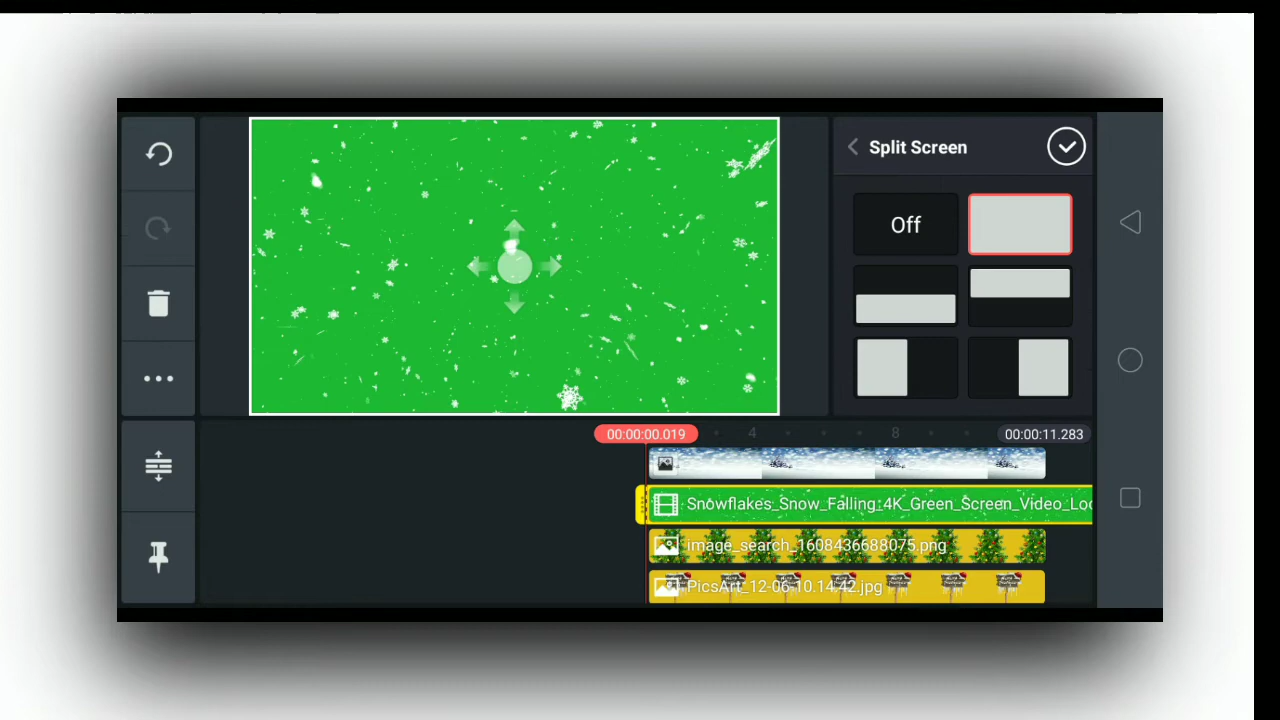 Split Screen
Off
00:00:00.019
4
8
00:00:11.283
Snowflakes_Snow_Falling:4K_Green_Screen_Video_Loo
image_search_1608436688075.png
PicsArt_12-06-10.14.42.jpg